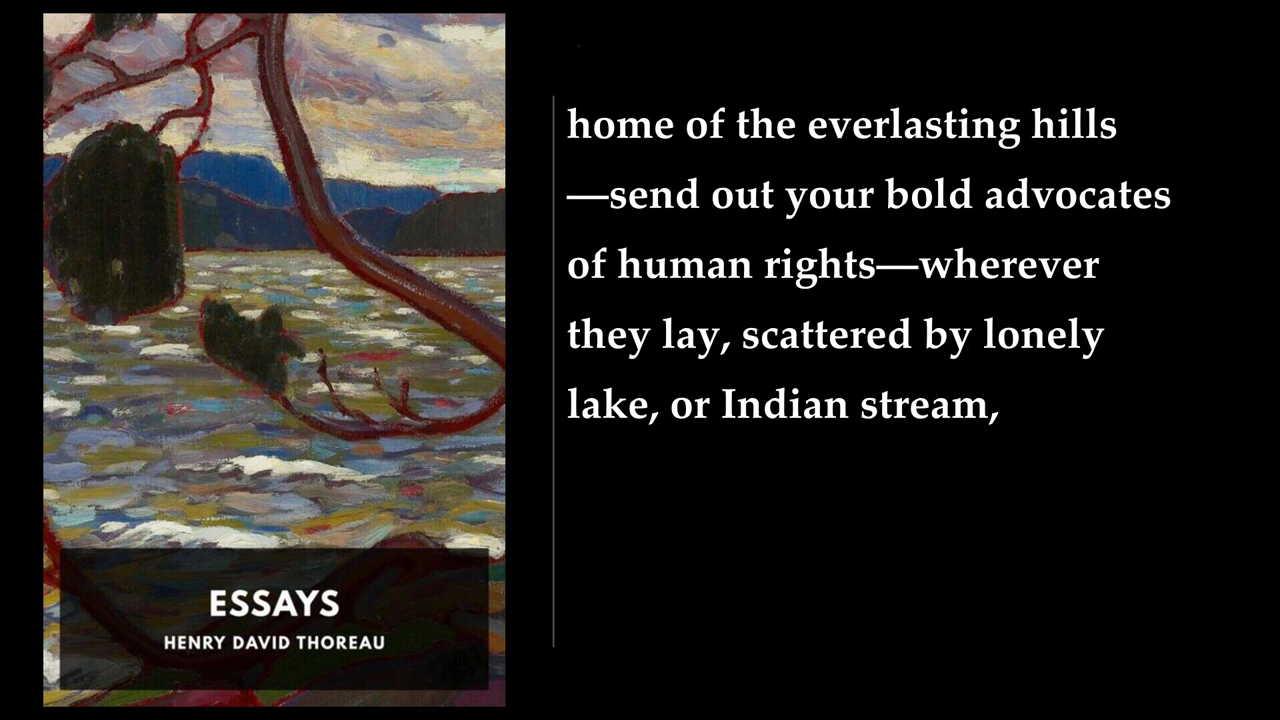 ESSAYS
HENRY DAVID THOREAU
home of the everlasting hills
—send out your bold advocates
of human rights—wherever
they lay, scattered by lonely
lake, or Indian stream,